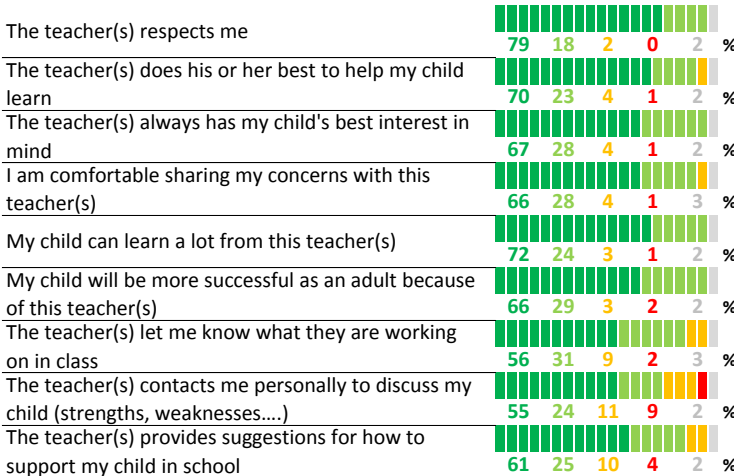 The teacher(s) respects me
79 18 2 0 2 %
The teacher(s) does his or her best to help my child
learn
70 23 4 1 2 %
The teacher(s) always has my child's best interest in
mind
67 28 4 1 2 %
I am comfortable sharing my concerns with this
teacher(s)
66 28 4 1 3 %
My child can learn a lot from this teacher(s)
72 24 3 1 2 %
My child will be more successful as an adult because
of this teacher(s)
66 29 3 2 2 %
The teacher(s) let me know what they are working
on in class
56 31 9 2 3 %
The teacher(s) contacts me personally to discuss my
child (strengths, weaknesses....)
55 24 11 9 2 %
The teacher(s) provides suggestions for how to
support my child in school
61 25 10 4 2 %